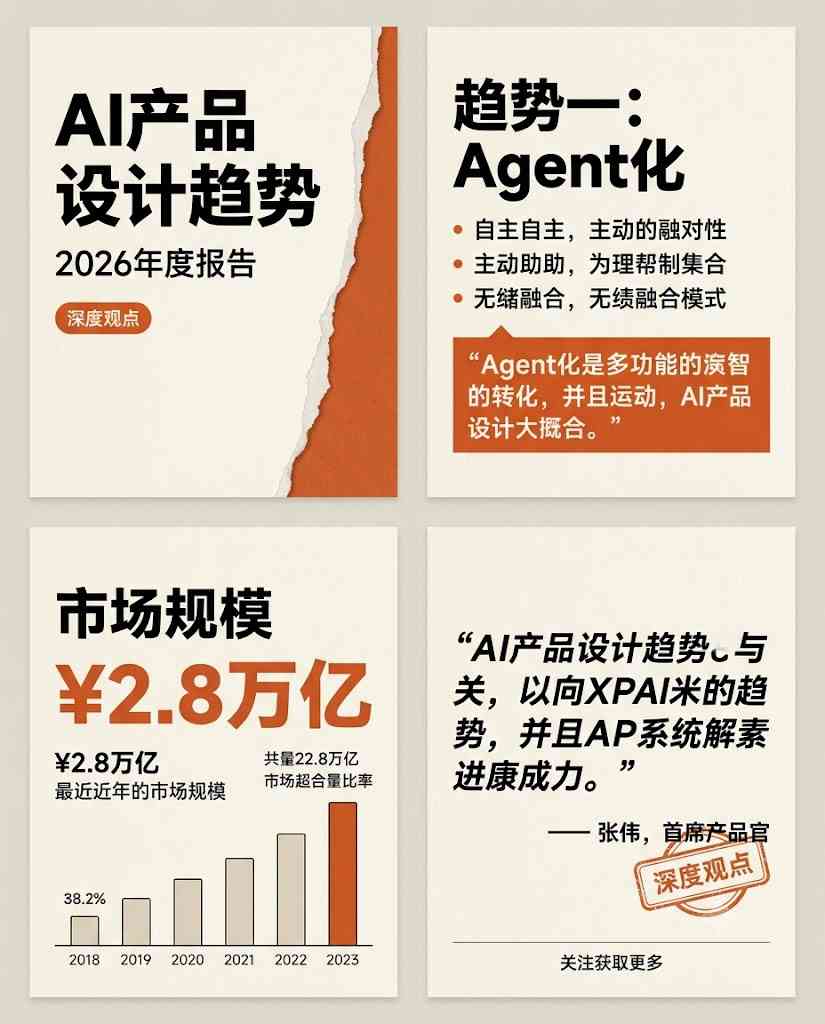 AI产品
设计趋势
2026年度报告
深度观点
趋势一：
Agent化
自主自主，主动的融对性
主动助助，为理帮制集合
无绪融合，无绩融合模式
“Agent化是多功能的演智
的转化，并且运动，AI产品
设计大概合。”
市场规模
¥2.8万亿
¥2.8万亿
最近近年的市场规模
共量22.8万亿
市场超合量比率
38.2%
2018 2019 2020 2021 2022 2023
“AI产品设计趋势 与
关，以向XPAI米的趋
势，并且AP系统解素
进康成力。”
—— 张伟，首席产品官
深度观点
关注获取更多